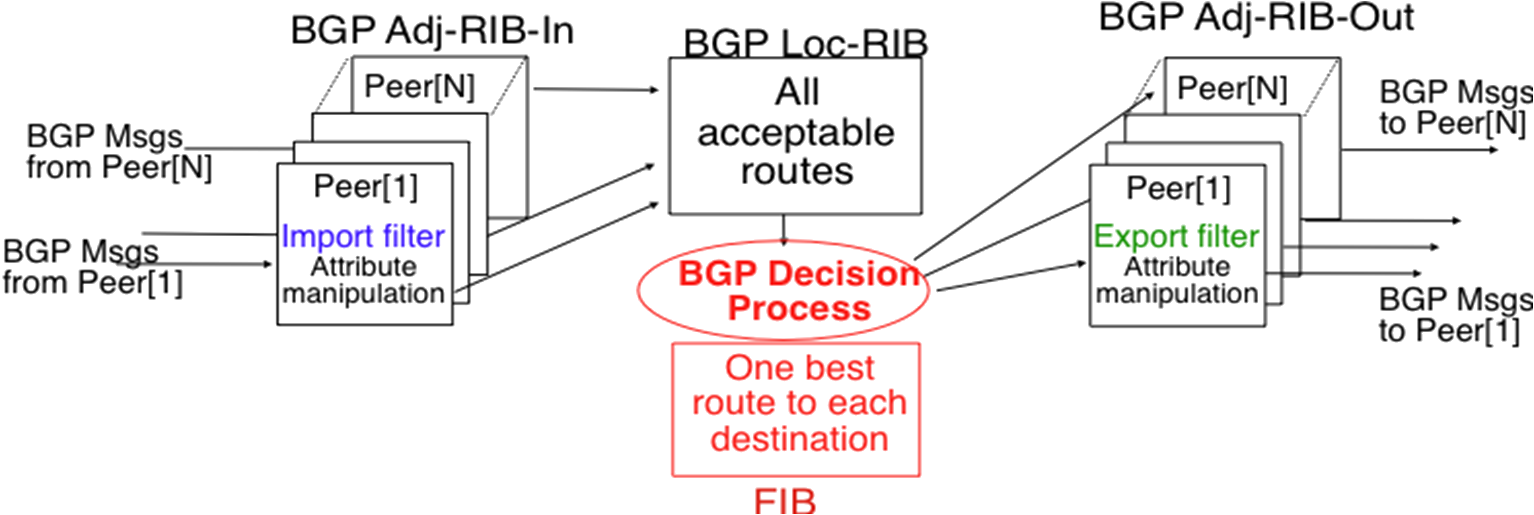 BGP Adj-RIB-In
Peer[N]
BGP Msgs
from Peer[N]
Peer[1]
Import filter
Attribute
manipulation
BGP Msgs
from Peer[1]
BGP Loc-RIB
All
acceptable
routes
BGP Decision
Process
One best
route to each
destination
FIB
BGP Adj-RIB-Out
Peer[N]
Peer[1]
Export filter
Attribute
manipulation
BGP Msgs
to Peer[N]
BGP Msgs
to Peer[1]